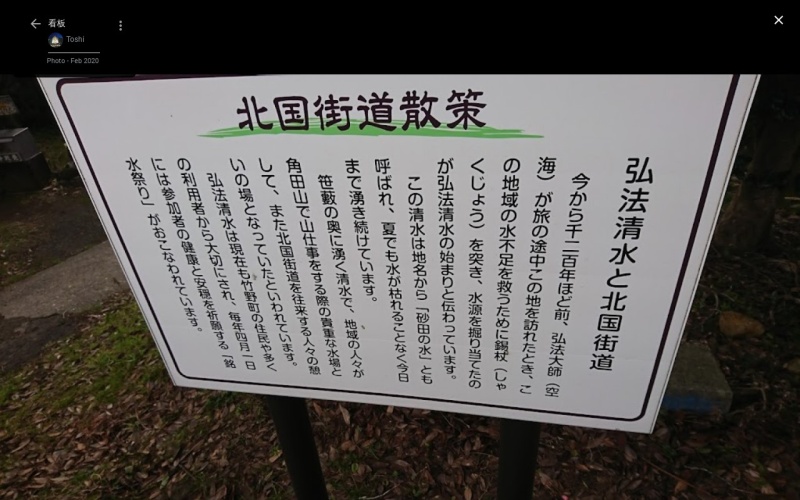 看板
Toshi
Photo - Feb 2020
北国街道散策
弘法清水と北国街道
今から千二百年ほど前、弘法大師（空
海）が旅の途中この地を訪れたとき、こ
の地域の水不足を救うために錫杖（しゃ
くじょう）を突き、水源を掘り当てたの
が弘法清水の始まりと伝わっています。
この清水は地名から「砂田の水」とも
呼ばれ、夏でも水が枯れることなく今日
まで湧き続けています。
笹藪の奥に湧く清水で、地域の人々が
角田山で山仕事をする際の貴重な水場と
して、また北国街道を往来する人々の憩
いの場となっていたといわれています。
弘法清水は現在も竹野町の住民や多く
の利用者から大切にされ、毎年四月一日
には参加者の健康と安穏を祈願する「銘
水祭り」がおこなわれています。